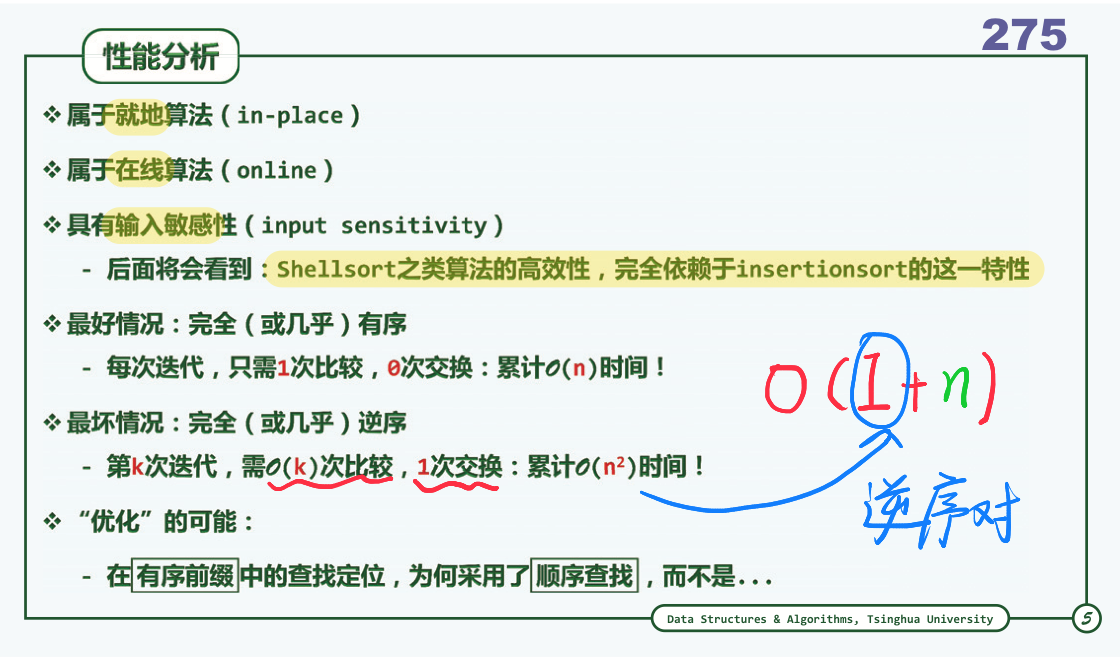 275
性能分析
❖ 属于就地算法（in-place）
❖ 属于在线算法（online）
❖ 具有输入敏感性（input sensitivity）
- 后面将会看到：Shellsort之类算法的高效性，完全依赖于insertionsort的这一特性
❖ 最好情况：完全（或几乎）有序
- 每次迭代，只需1次比较，0次交换：累计O(n)时间！
O(I+n)
❖ 最坏情况：完全（或几乎）逆序
- 第k次迭代，需O(k)次比较，1次交换：累计O(n²)时间！
逆序对
❖ “优化”的可能：
- 在有序前缀中的查找定位，为何采用了顺序查找，而不是...
Data Structures & Algorithms, Tsinghua University
5